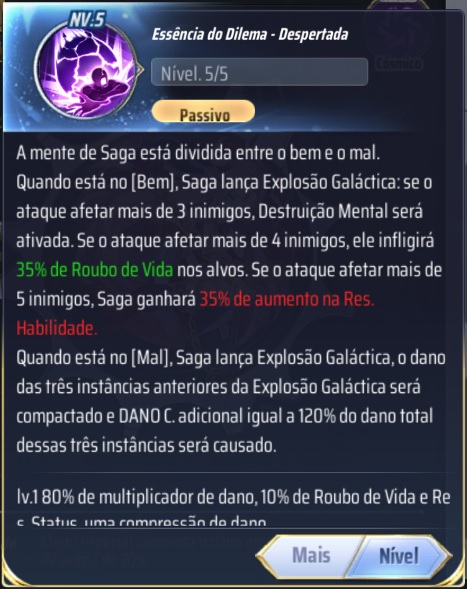 NV.5
Essência do Dilema - Despertada
Nível. 5/5
Cósmico
Passivo
A mente de Saga está dividida entre o bem e o mal.
Quando está no [Bem], Saga lança Explosão Galáctica: se o
ataque afetar mais de 3 inimigos, Destruição Mental será
ativada. Se o ataque afetar mais de 4 inimigos, ele infligirá
35% de Roubo de Vida nos alvos. Se o ataque afetar mais de
5 inimigos, Saga ganhará 35% de aumento na Res.
Habilidade.
Quando está no [Mal], Saga lança Explosão Galáctica, o dano
das três instâncias anteriores da Explosão Galáctica será
compactado e DANO C. adicional igual a 120% do dano total
dessas três instâncias será causado.
lv.1 80% de multiplicador de dano, 10% de Roubo de Vida e Re
s. Status, uma compressão de dano
Mais
Nível